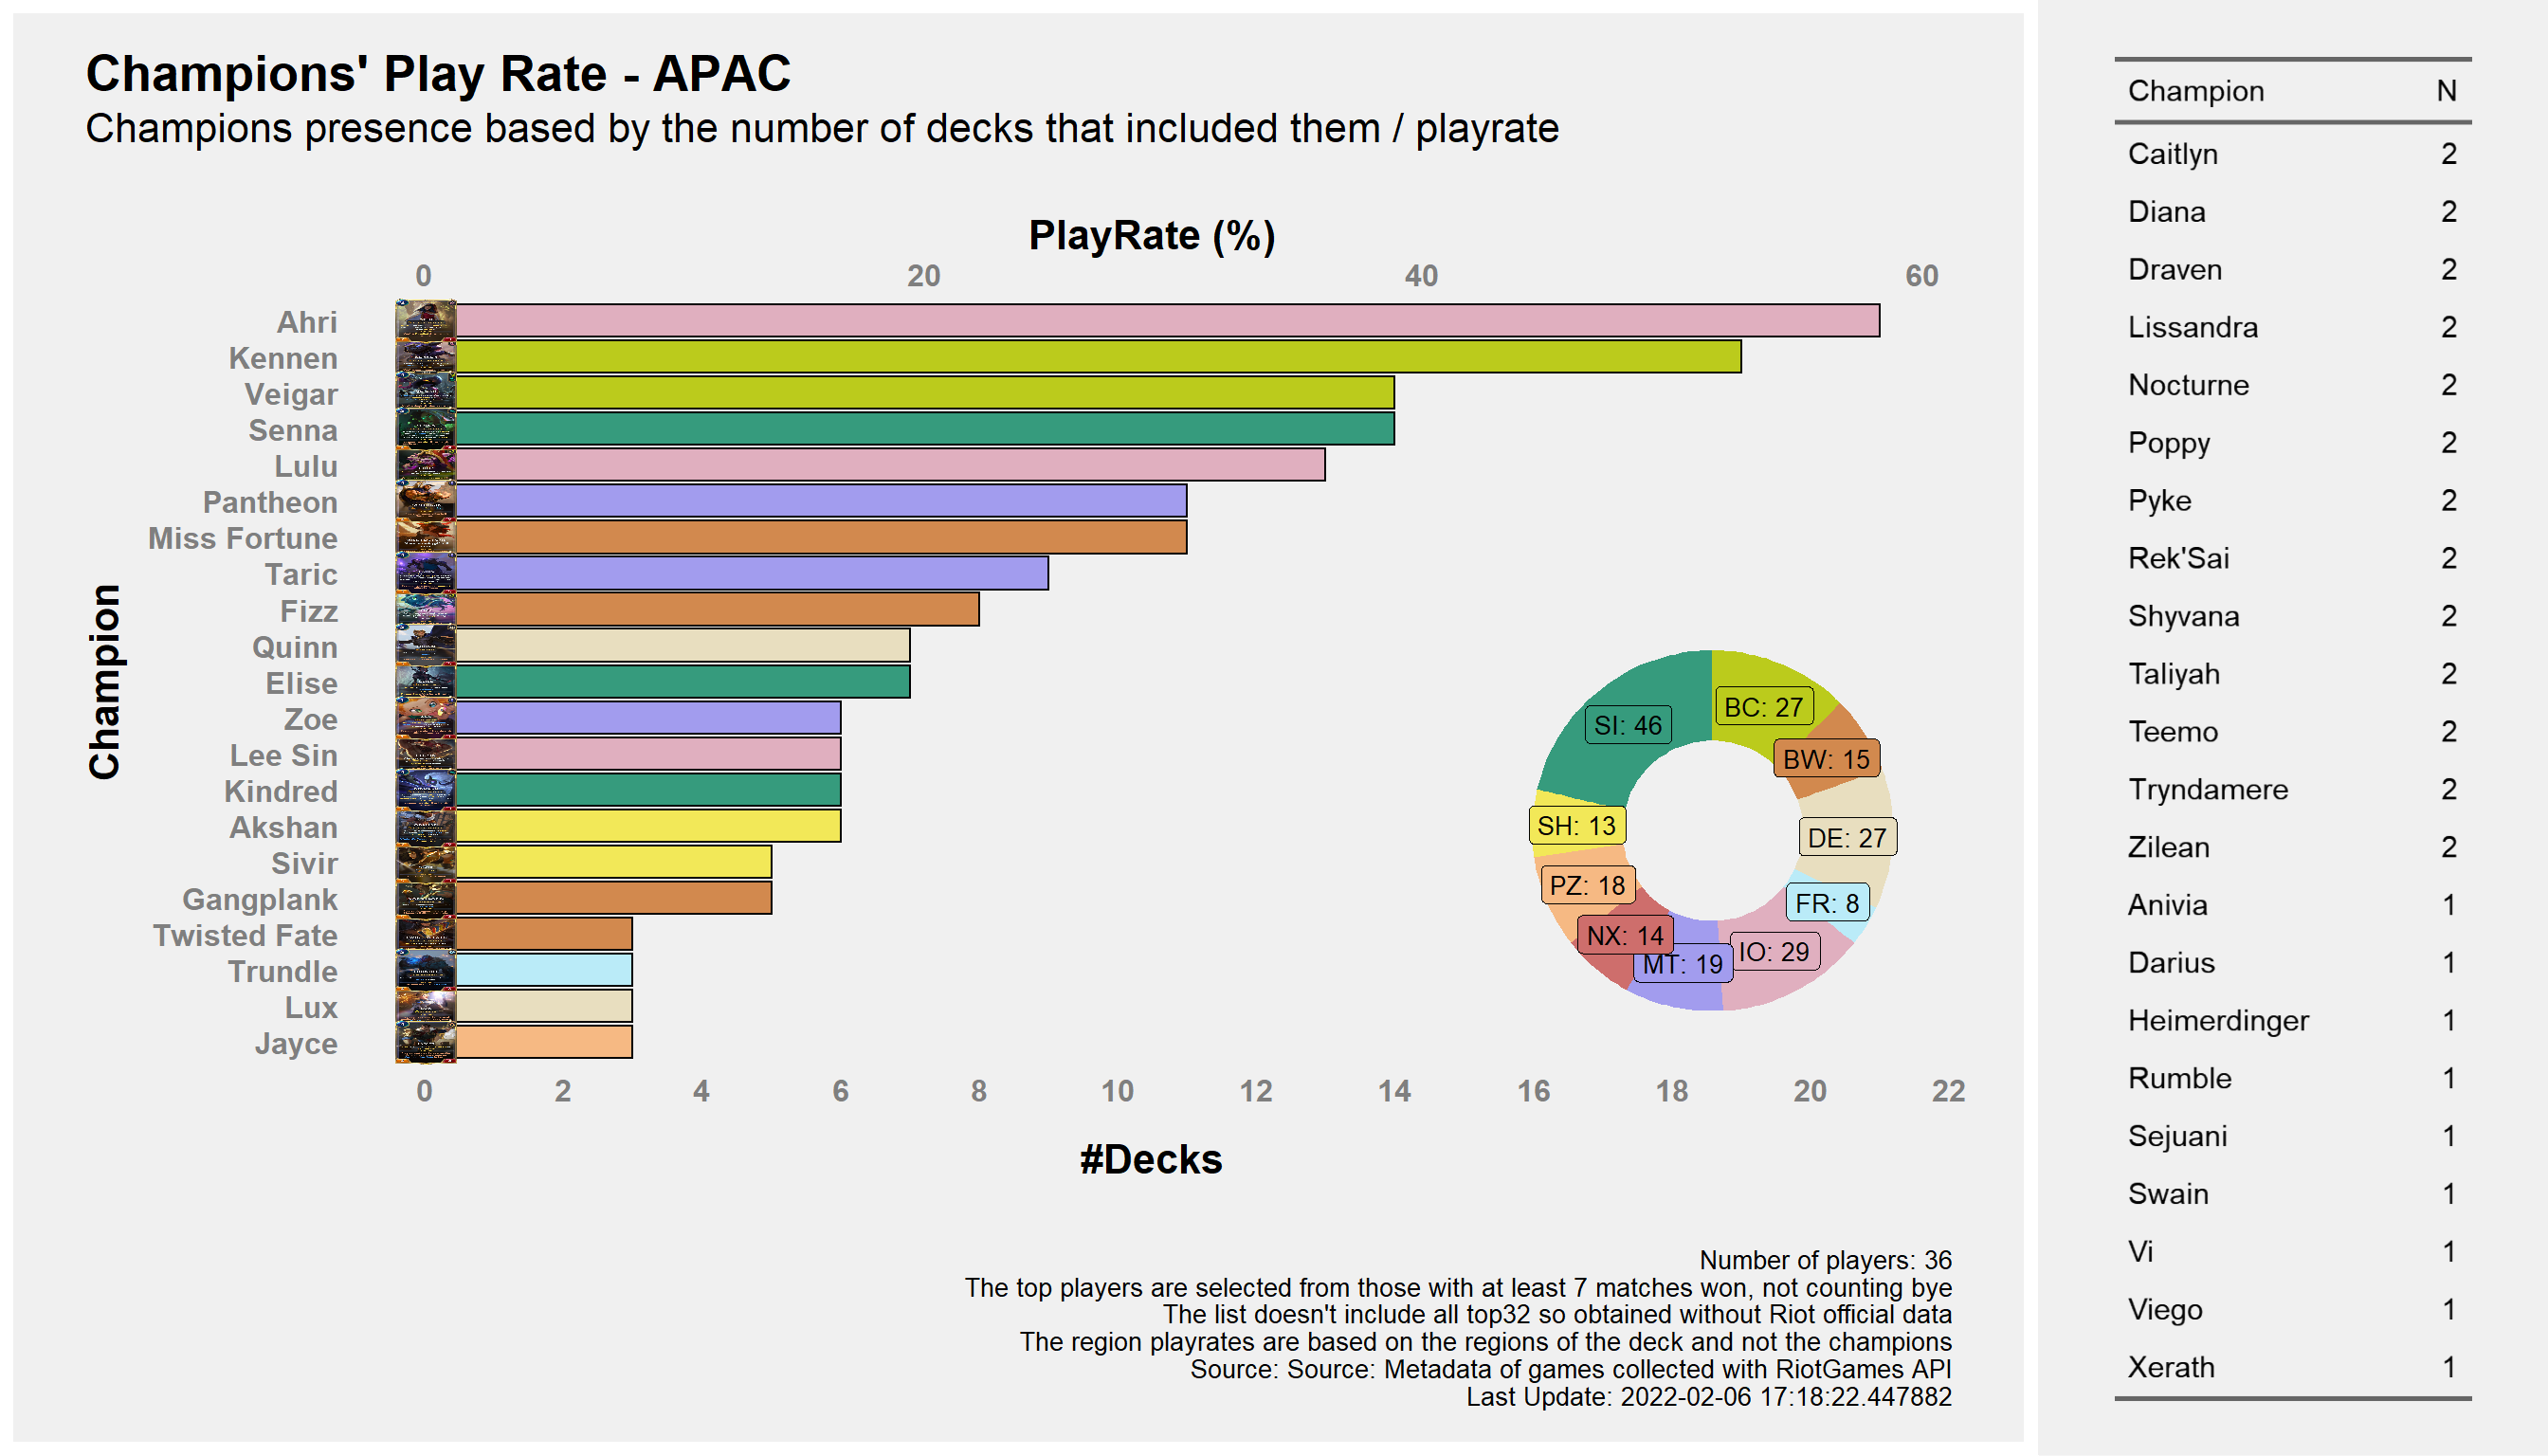 Champions' Play Rate - APAC
Champions presence based by the number of decks that included them / playrate
PlayRate (%)
0 20 40 60
Champion
Ahri
Kennen
Veigar
Senna
Lulu
Pantheon
Miss Fortune
Taric
Fizz
Quinn
Elise
Zoe
Lee Sin
Kindred
Akshan
Sivir
Gangplank
Twisted Fate
Trundle
Lux
Jayce
0 2 4 6 8 10 12 14 16 18 20 22
#Decks
SI: 46
BC: 27
BW: 15
SH: 13
DE: 27
PZ: 18
FR: 8
NX: 14
MT: 19
IO: 29
Number of players: 36
The top players are selected from those with at least 7 matches won, not counting bye
The list doesn't include all top32 so obtained without Riot official data
The region playrates are based on the regions of the deck and not the champions
Source: Source: Metadata of games collected with RiotGames API
Last Update: 2022-02-06 17:18:22.447882
Champion N
Caitlyn 2
Diana 2
Draven 2
Lissandra 2
Nocturne 2
Poppy 2
Pyke 2
Rek'Sai 2
Shyvana 2
Taliyah 2
Teemo 2
Tryndamere 2
Zilean 2
Anivia 1
Darius 1
Heimerdinger 1
Rumble 1
Sejuani 1
Swain 1
Vi 1
Viego 1
Xerath 1